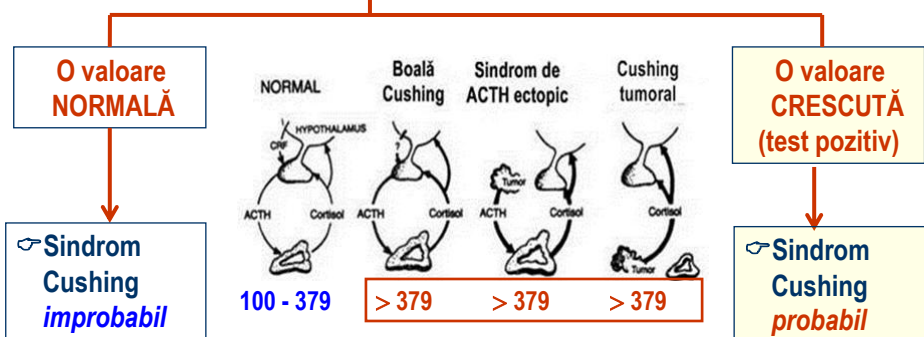 O valoare
NORMALĂ
NORMAL
Boală
Cushing
Sindrom de
ACTH ectopic
Cushing
tumoral
O valoare
CRESCUTĂ
(test pozitiv)
HYPOTHALAMUS
CRF
?
Tumor
ACTH
Cortisol
ACTH
Cortisol
ACTH
Cortisol
Cortisol
Tumor
☞Sindrom
Cushing
improbabil
100 - 379
> 379
> 379
> 379
☞Sindrom
Cushing
probabil